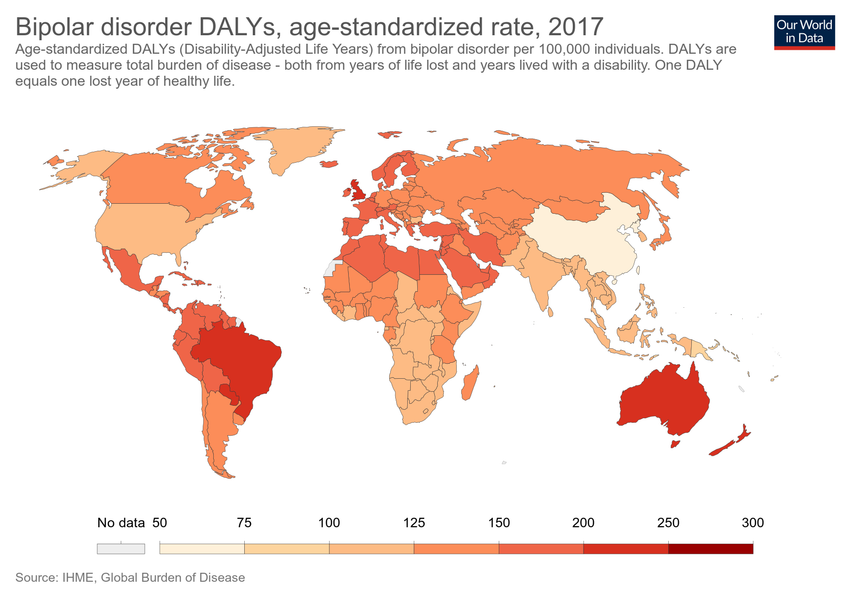 Bipolar disorder DALYs, age-standardized rate, 2017
Our World
in Data
Age-standardized DALYs (Disability-Adjusted Life Years) from bipolar disorder per 100,000 individuals. DALYs are
used to measure total burden of disease - both from years of life lost and years lived with a disability. One DALY
equals one lost year of healthy life.
No data 50 75 100 125 150 200 250 300
Source: IHME, Global Burden of Disease